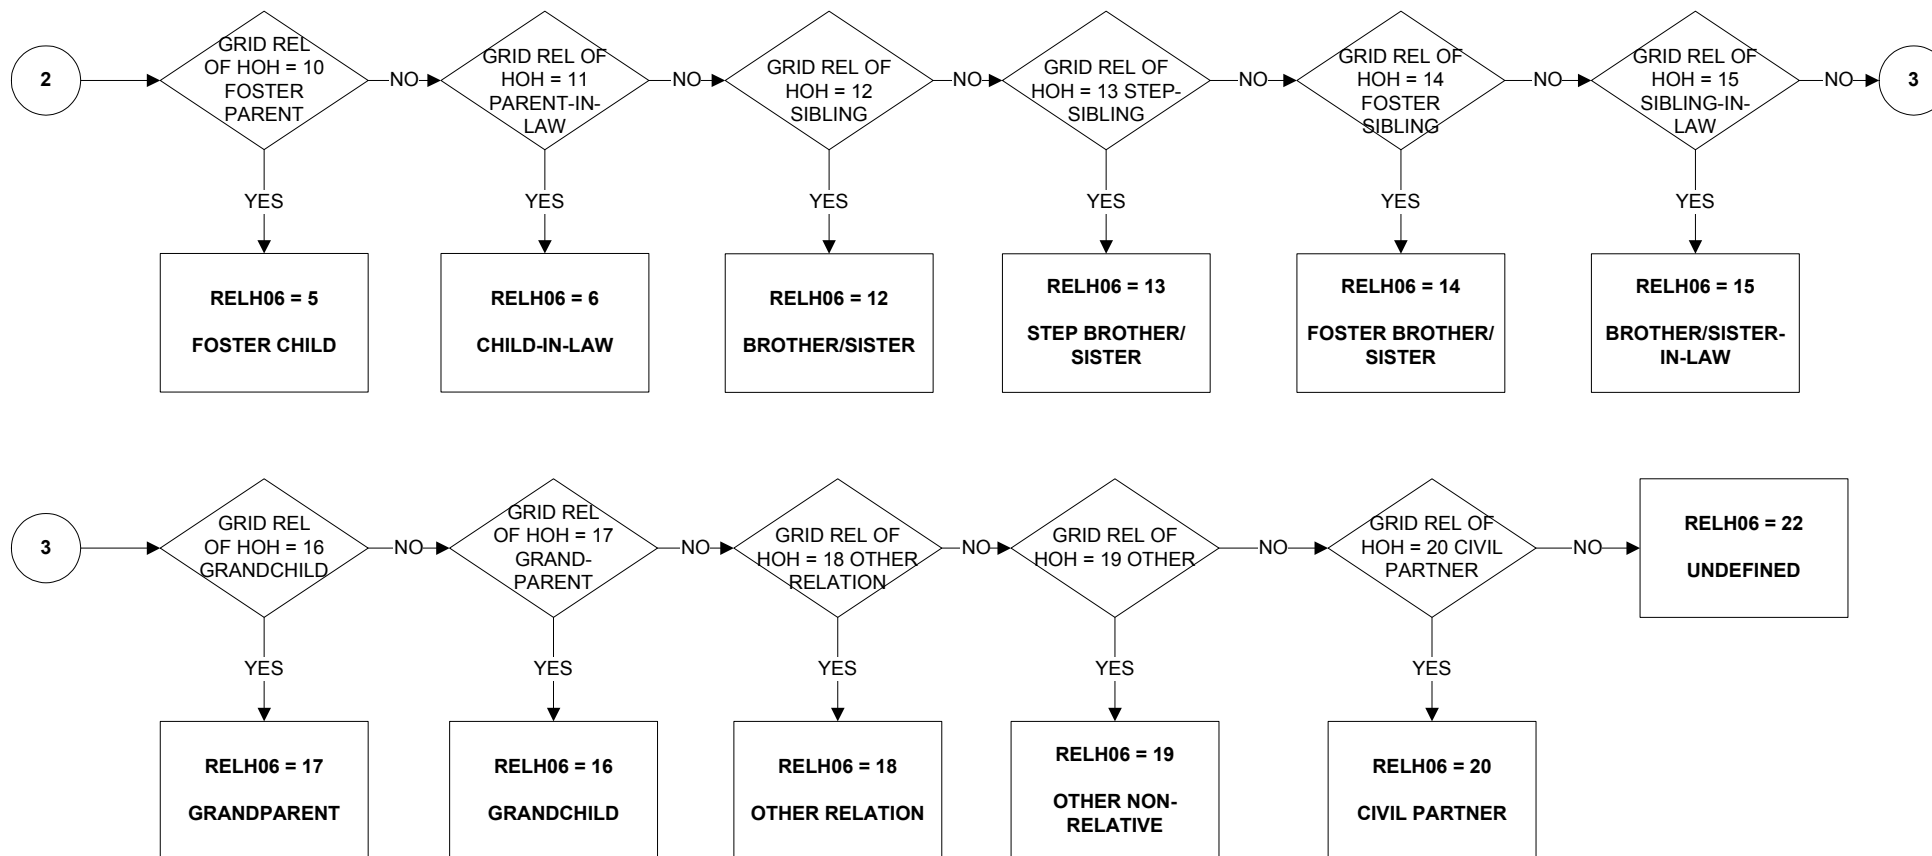 2
GRID REL
OF HOH = 10
FOSTER
PARENT
NO
GRID REL OF
HOH = 11
PARENT-IN-
LAW
NO
GRID REL OF
HOH = 12
SIBLING
NO
GRID REL OF
HOH = 13 STEP-
SIBLING
NO
GRID REL OF
HOH = 14
FOSTER
SIBLING
NO
GRID REL OF
HOH = 15
SIBLING-IN-
LAW
NO
3
YES
YES
YES
YES
YES
YES
RELH06 = 5
FOSTER CHILD
RELH06 = 6
CHILD-IN-LAW
RELH06 = 12
BROTHER/SISTER
RELH06 = 13
STEP BROTHER/
SISTER
RELH06 = 14
FOSTER BROTHER/
SISTER
RELH06 = 15
BROTHER/SISTER-
IN-LAW
3
GRID REL
OF HOH = 16
GRANDCHILD
NO
GRID REL
OF HOH = 17
GRAND-
PARENT
NO
GRID REL OF
HOH = 18 OTHER
RELATION
NO
GRID REL OF
HOH = 19 OTHER
NO
GRID REL OF
HOH = 20 CIVIL
PARTNER
NO
RELH06 = 22
UNDEFINED
YES
YES
YES
YES
YES
RELH06 = 17
GRANDPARENT
RELH06 = 16
GRANDCHILD
RELH06 = 18
OTHER RELATION
RELH06 = 19
OTHER NON-
RELATIVE
RELH06 = 20
CIVIL PARTNER